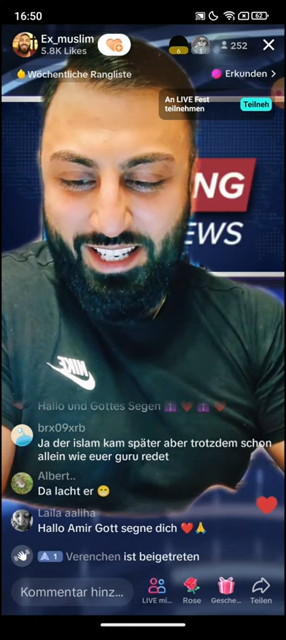 16:50
62
Ex_muslim
5.8K Likes
6
252
Wöchentliche Rangliste
Erkunden >
An LIVE Fest
teilnehmen
Teilneh
NG
EWS
NIKE
Hallo und Gottes Segen
brx09xrb
Ja der islam kam später aber trotzdem schon
allein wie euer guru redet
Albert..
Da lacht er 😁
Laila aaliha
Hallo Amir Gott segne dich ❤️🙏
1 Verenchen ist beigetreten
Kommentar hinz...
LIVE mi...
Rose
Gesche...
Teilen